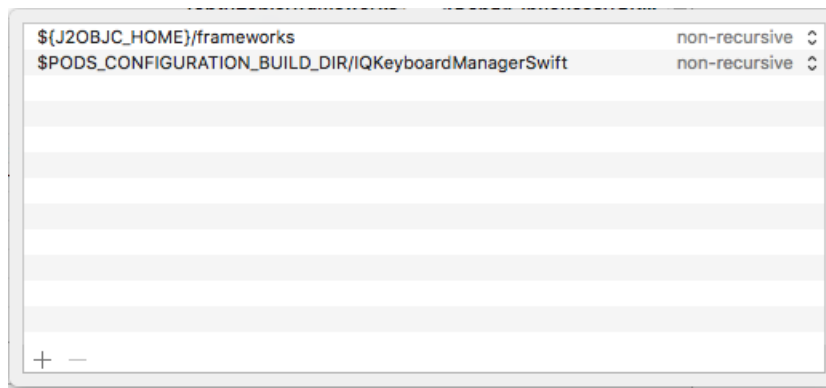 ${J2OBJC_HOME}/frameworks non-recursive
$PODS_CONFIGURATION_BUILD_DIR/IQKeyboardManagerSwift non-recursive